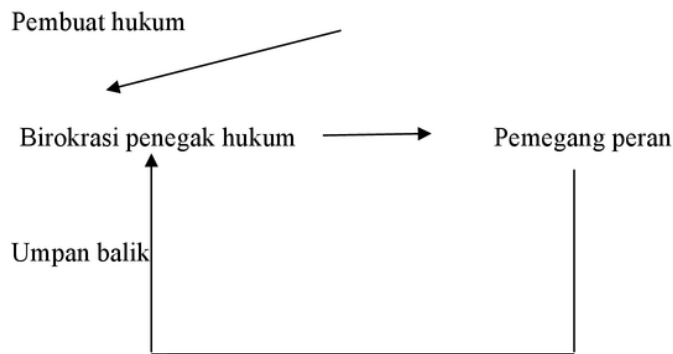 Pembuat hukum
Birokrasi penegak hukum Pemegang peran
Umpan balik